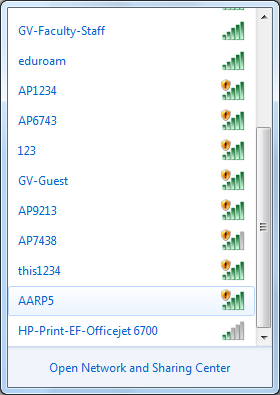 GV-Faculty-Staff
eduroam
AP1234
AP6743
123
GV-Guest
AP9213
AP7438
this1234
AARP5
HP-Print-EF-Officejet 6700
Open Network and Sharing Center